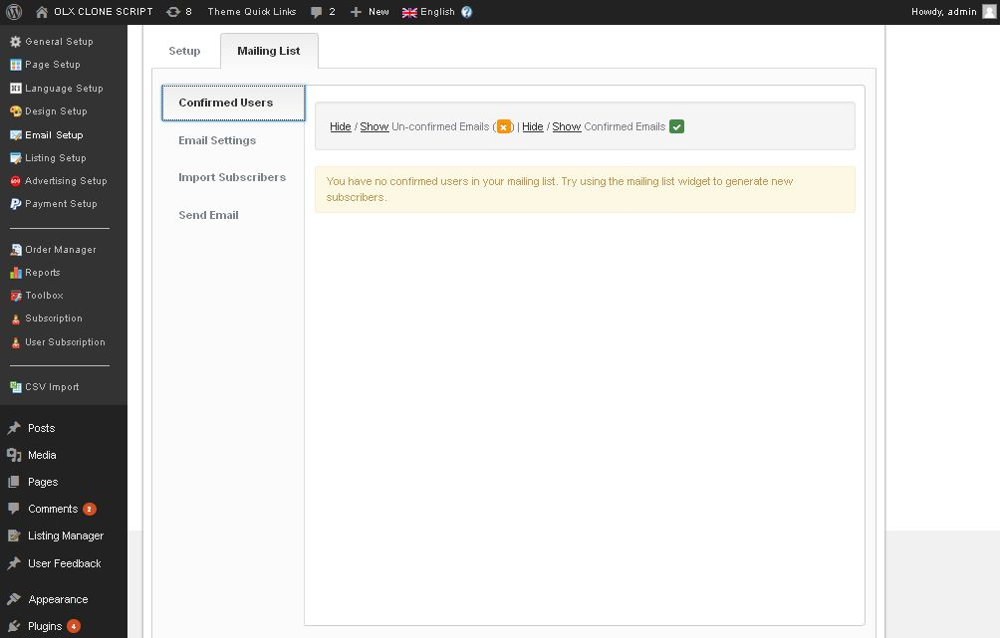 OLX CLONE SCRIPT 8 Theme Quick Links 2 New English ? Howdy, admin
General Setup
Page Setup
Language Setup
Design Setup
Email Setup
Listing Setup
Advertising Setup
Payment Setup
Order Manager
Reports
Toolbox
Subscription
User Subscription
CSV Import
Posts
Media
Pages
Comments 2
Listing Manager
User Feedback
Appearance
Plugins 4
Setup Mailing List
Confirmed Users
Email Settings
Import Subscribers
Send Email
Hide / Show Un-confirmed Emails (x) | Hide / Show Confirmed Emails
You have no confirmed users in your mailing list. Try using the mailing list widget to generate new
subscribers.